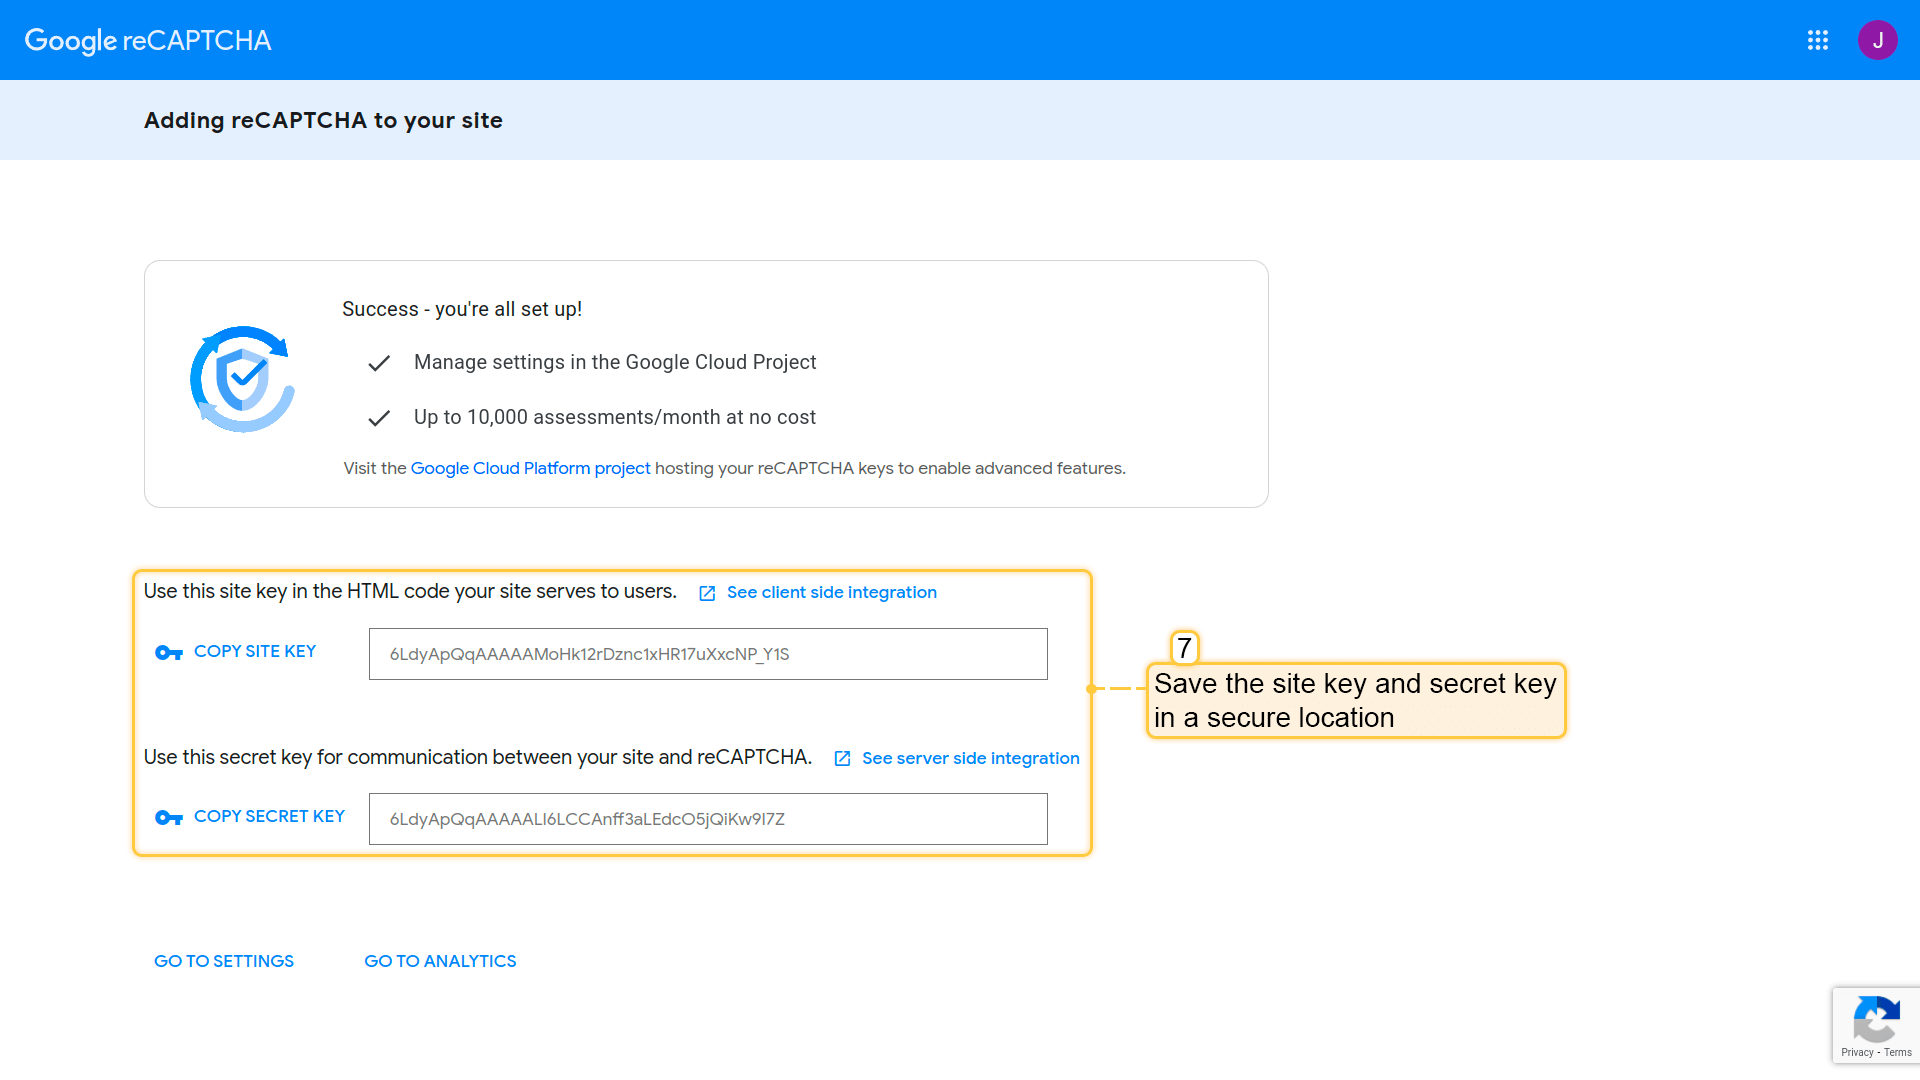 Google reCAPTCHA
J
Adding reCAPTCHA to your site
Success - you're all set up!
Manage settings in the Google Cloud Project
Up to 10,000 assessments/month at no cost
Visit the Google Cloud Platform project hosting your reCAPTCHA keys to enable advanced features.
Use this site key in the HTML code your site serves to users. See client side integration
COPY SITE KEY 6LdyApQqAAAAAMoHk12rDznc1xHR17uXxcNP_Y1S
7
Save the site key and secret key
in a secure location
Use this secret key for communication between your site and reCAPTCHA. See server side integration
COPY SECRET KEY 6LdyApQqAAAAALI6LCCAnff3aLEdcO5jQiKw9I7Z
GO TO SETTINGS GO TO ANALYTICS
Privacy - Terms